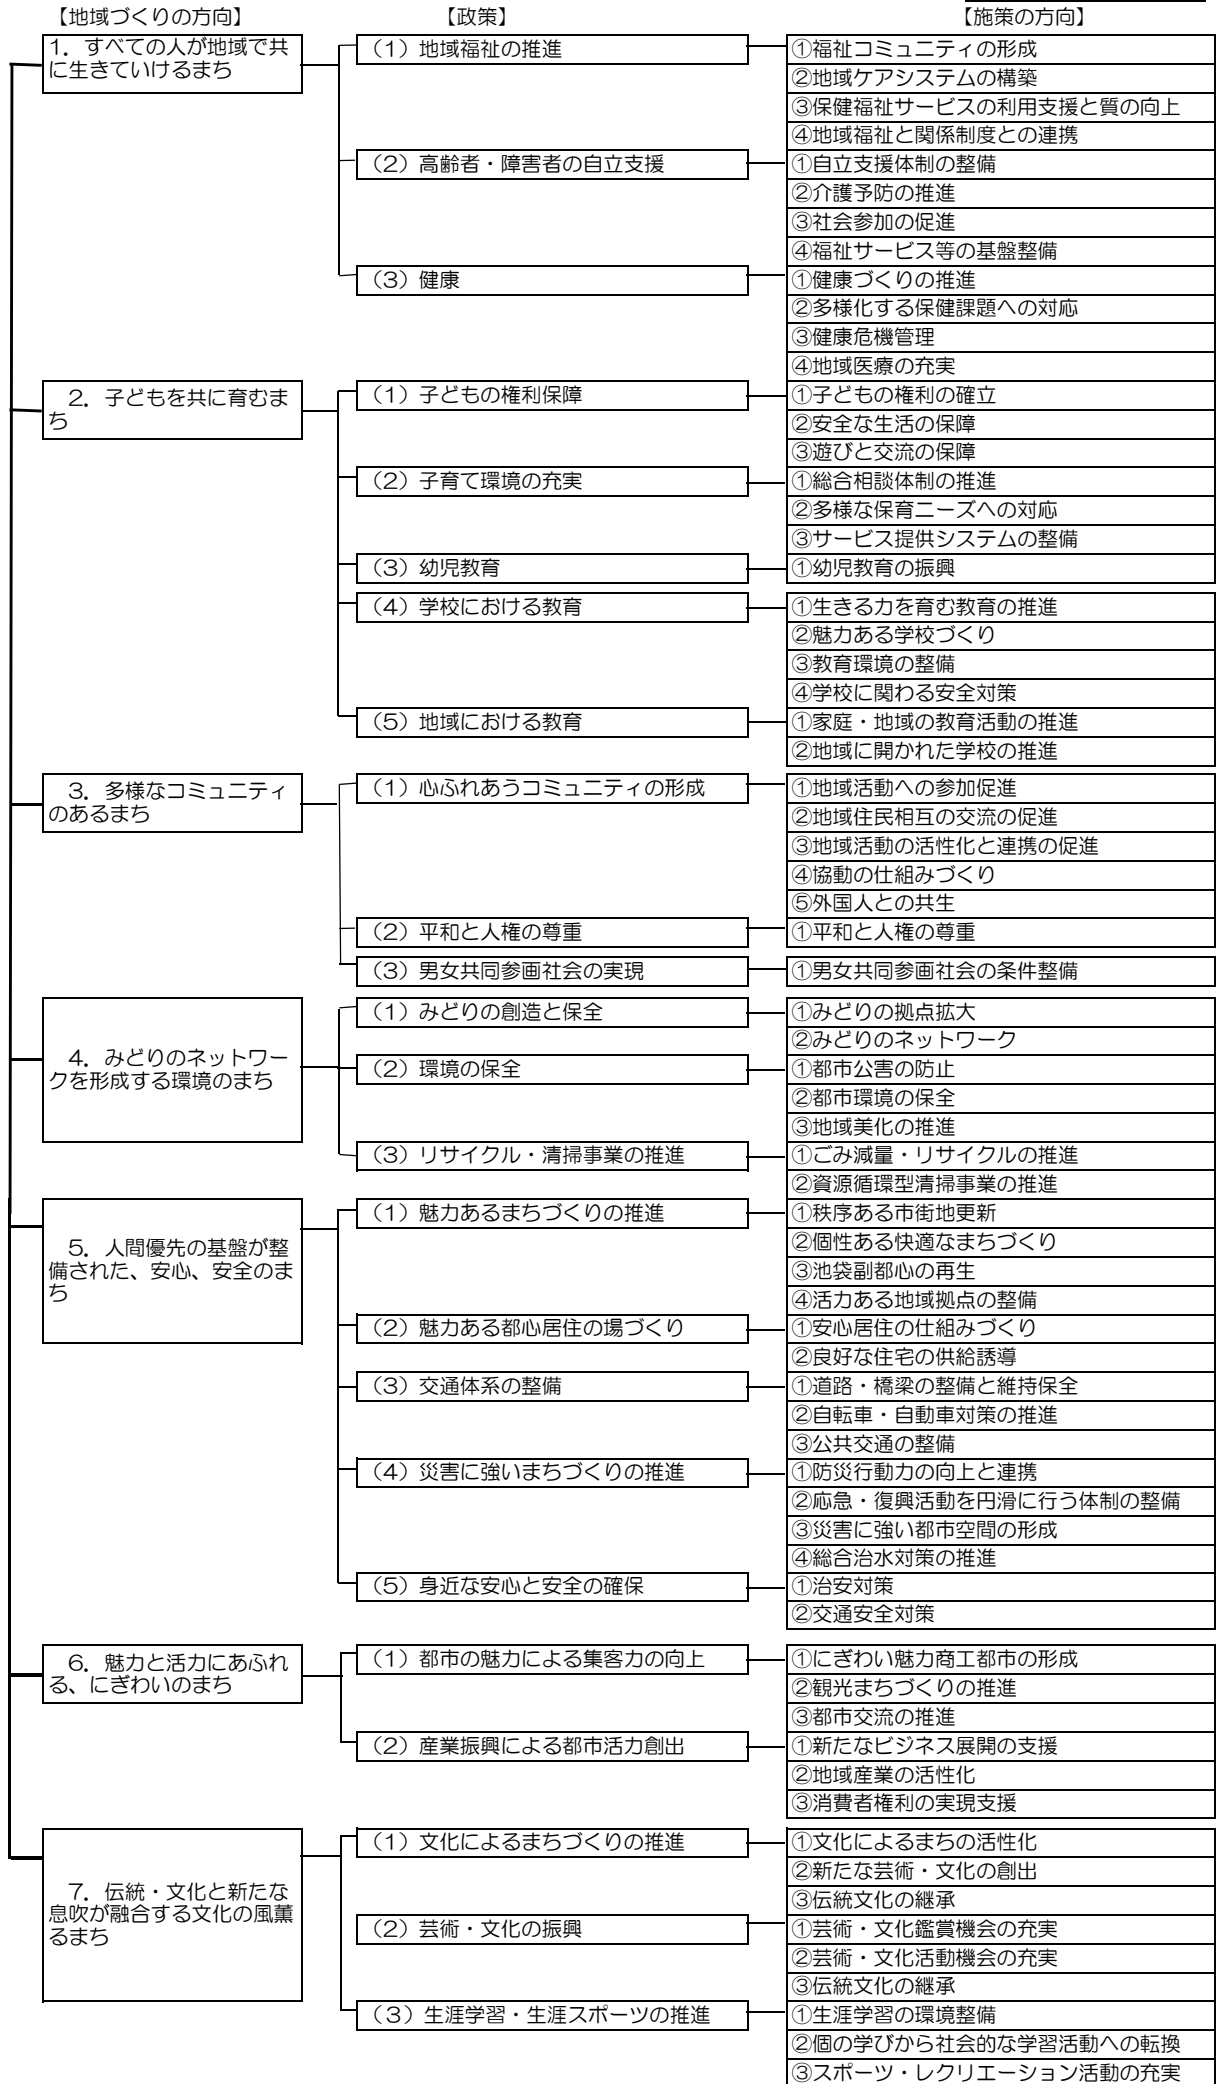 【地域づくりの方向】 【政策】 【施策の方向】
1．すべての人が地域で共
に生きていけるまち
（1）地域福祉の推進
①福祉コミュニティの形成
②地域ケアシステムの構築
③保健福祉サービスの利用支援と質の向上
④地域福祉と関係制度との連携
（2）高齢者・障害者の自立支援
①自立支援体制の整備
②介護予防の推進
③社会参加の促進
④福祉サービス等の基盤整備
（3）健康
①健康づくりの推進
②多様化する保健課題への対応
③健康危機管理
④地域医療の充実
2．子どもを共に育むま
ち
（1）子どもの権利保障
①子どもの権利の確立
②安全な生活の保障
③遊びと交流の保障
（2）子育て環境の充実
①総合相談体制の推進
②多様な保育ニーズへの対応
③サービス提供システムの整備
（3）幼児教育
①幼児教育の振興
（4）学校における教育
①生きる力を育む教育の推進
②魅力ある学校づくり
③教育環境の整備
④学校に関わる安全対策
（5）地域における教育
①家庭・地域の教育活動の推進
②地域に開かれた学校の推進
3．多様なコミュニティ
のあるまち
（1）心ふれあうコミュニティの形成
①地域活動への参加促進
②地域住民相互の交流の促進
③地域活動の活性化と連携の促進
④協動の仕組みづくり
⑤外国人との共生
（2）平和と人権の尊重
①平和と人権の尊重
（3）男女共同参画社会の実現
①男女共同参画社会の条件整備
4．みどりのネットワー
クを形成する環境のまち
（1）みどりの創造と保全
①みどりの拠点拡大
②みどりのネットワーク
（2）環境の保全
①都市公害の防止
②都市環境の保全
③地域美化の推進
（3）リサイクル・清掃事業の推進
①ごみ減量・リサイクルの推進
②資源循環型清掃事業の推進
5．人間優先の基盤が整
備された、安心、安全のま
ち
（1）魅力あるまちづくりの推進
①秩序ある市街地更新
②個性ある快適なまちづくり
③池袋副都心の再生
④活力ある地域拠点の整備
（2）魅力ある都心居住の場づくり
①安心居住の仕組みづくり
②良好な住宅の供給誘導
（3）交通体系の整備
①道路・橋梁の整備と維持保全
②自転車・自動車対策の推進
③公共交通の整備
（4）災害に強いまちづくりの推進
①防災行動力の向上と連携
②応急・復興活動を円滑に行う体制の整備
③災害に強い都市空間の形成
④総合治水対策の推進
（5）身近な安心と安全の確保
①治安対策
②交通安全対策
6．魅力と活力にあふれ
る、にぎわいのまち
（1）都市の魅力による集客力の向上
①にぎわい魅力商工都市の形成
②観光まちづくりの推進
③都市交流の推進
（2）産業振興による都市活力創出
①新たなビジネス展開の支援
②地域産業の活性化
③消費者権利の実現支援
7．伝統・文化と新たな
息吹が融合する文化の風薫
るまち
（1）文化によるまちづくりの推進
①文化によるまちの活性化
②新たな芸術・文化の創出
③伝統文化の継承
（2）芸術・文化の振興
①芸術・文化鑑賞機会の充実
②芸術・文化活動機会の充実
③伝統文化の継承
（3）生涯学習・生涯スポーツの推進
①生涯学習の環境整備
②個の学びから社会的な学習活動への転換
③スポーツ・レクリエーション活動の充実